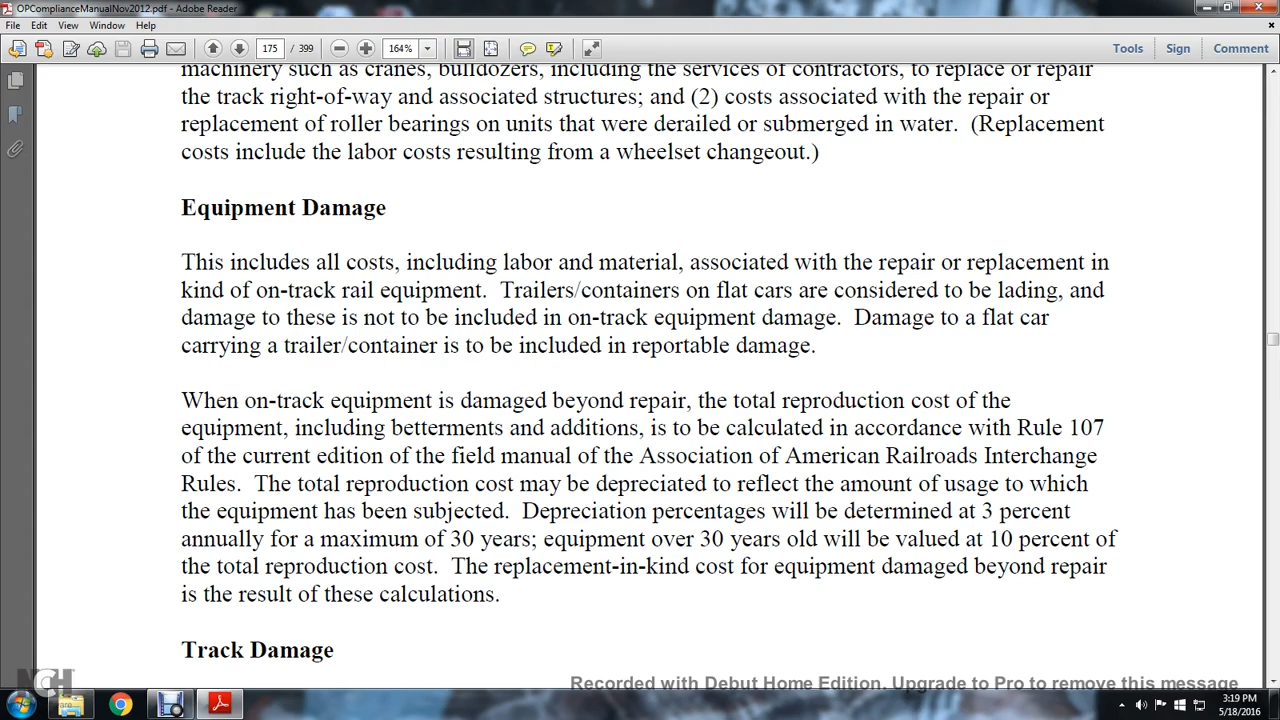 OPComplianceManualNov2012.pdf - Adobe Reader
File Edit View Window Help
175 / 399 164% Tools Sign Comment
machinery such as cranes, bulldozers, including the services of contractors, to replace or repair
the track right-of-way and associated structures; and (2) costs associated with the repair or
replacement of roller bearings on units that were derailed or submerged in water. (Replacement
costs include the labor costs resulting from a wheelset changeout.)
Equipment Damage
This includes all costs, including labor and material, associated with the repair or replacement in
kind of on-track rail equipment. Trailers/containers on flat cars are considered to be lading, and
damage to these is not to be included in on-track equipment damage. Damage to a flat car
carrying a trailer/container is to be included in reportable damage.
When on-track equipment is damaged beyond repair, the total reproduction cost of the
equipment, including betterments and additions, is to be calculated in accordance with Rule 107
of the current edition of the field manual of the Association of American Railroads Interchange
Rules. The total reproduction cost may be depreciated to reflect the amount of usage to which
the equipment has been subjected. Depreciation percentages will be determined at 3 percent
annually for a maximum of 30 years; equipment over 30 years old will be valued at 10 percent of
the total reproduction cost. The replacement-in-kind cost for equipment damaged beyond repair
is the result of these calculations.
Track Damage
NCH
Recorded with Debut Home Edition. Upgrade to Pro to remove this message
3:19 PM
5/18/2016